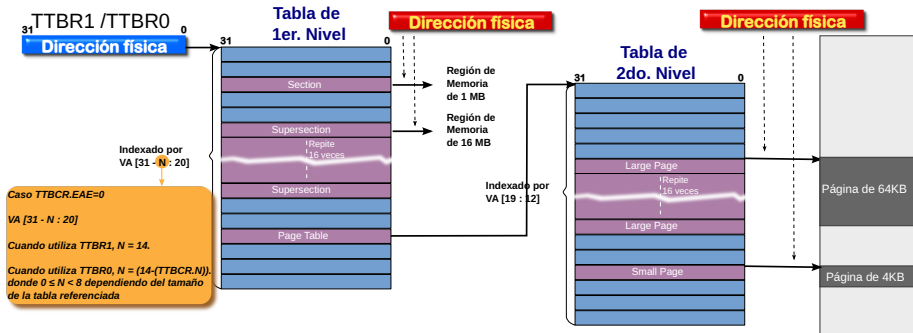 TTBR1 /TTBR0
31
0
Dirección física
Tabla de
1er. Nivel
31
0
Section
Supersection
Repite
16 veces
Supersection
Page Table
Indexado por
VA [31 - N : 20]
Caso TTBCR.EAE=0
VA [31 - N : 20]
Cuando utiliza TTBR1, N = 14.
Cuando utiliza TTBR0, N = (14-(TTBCR.N)).
donde 0 ≤ N < 8 dependiendo del tamaño
de la tabla referenciada
Dirección física
Región de
Memoria
de 1 MB
Región de
Memoria
de 16 MB
Tabla de
2do. Nivel
31
0
Indexado por
VA [19 : 12]
Large Page
Repite
16 veces
Large Page
Small Page
Dirección física
Página de 64KB
Página de 4KB